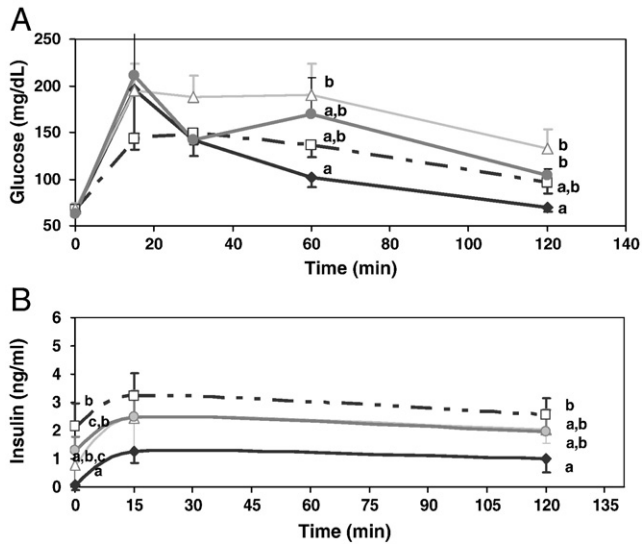 A
Glucose (mg/dL)
250
200
150
100
50
b
a,b
a,b
a
b
b
a,b
a
0 20 40 60 80 100 120 140
Time (min)
B
Insulin (ng/ml)
6
5
4
3
2
1
0
b
c,b
a,b,c
a
b
a,b
a,b
a
0 15 30 45 60 75 90 105 120 135
Time (min)